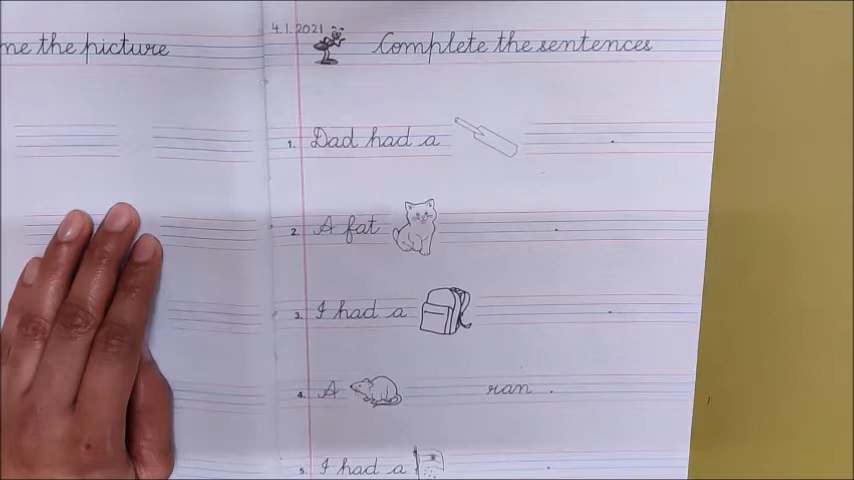 me the picture
4.1.2021
Complete the sentences
1. Dad had a .
2. A fat .
3. I had a .
4. A ran .
5. I had a .